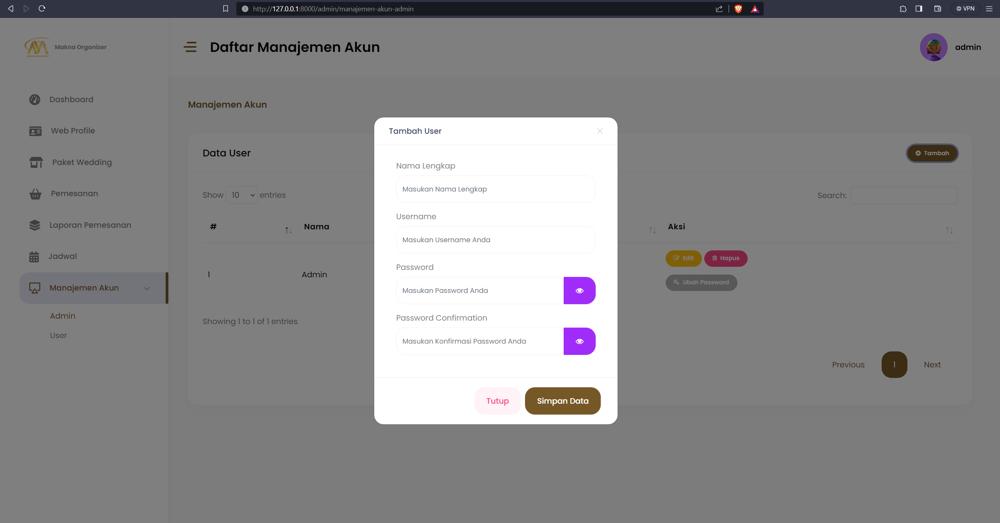 http://127.0.0.1:8000/admin/manajemen-akun-admin
VPN
MAKNA ORGANIZER
Makna Organizer
Daftar Manajemen Akun
admin
Dashboard
Web Profile
Paket Wedding
Pemesanan
Laporan Pemesanan
Jadwal
Manajemen Akun
Admin
User
Manajemen Akun
Data User
Tambah
Show 10 entries
Search:
# Nama Aksi
1 Admin
Edit Hapus
Ubah Password
Showing 1 to 1 of 1 entries
Previous 1 Next
Tambah User
Nama Lengkap
Masukan Nama Lengkap
Username
Masukan Username Anda
Password
Masukan Password Anda
Password Confirmation
Masukan Konfirmasi Password Anda
Tutup Simpan Data